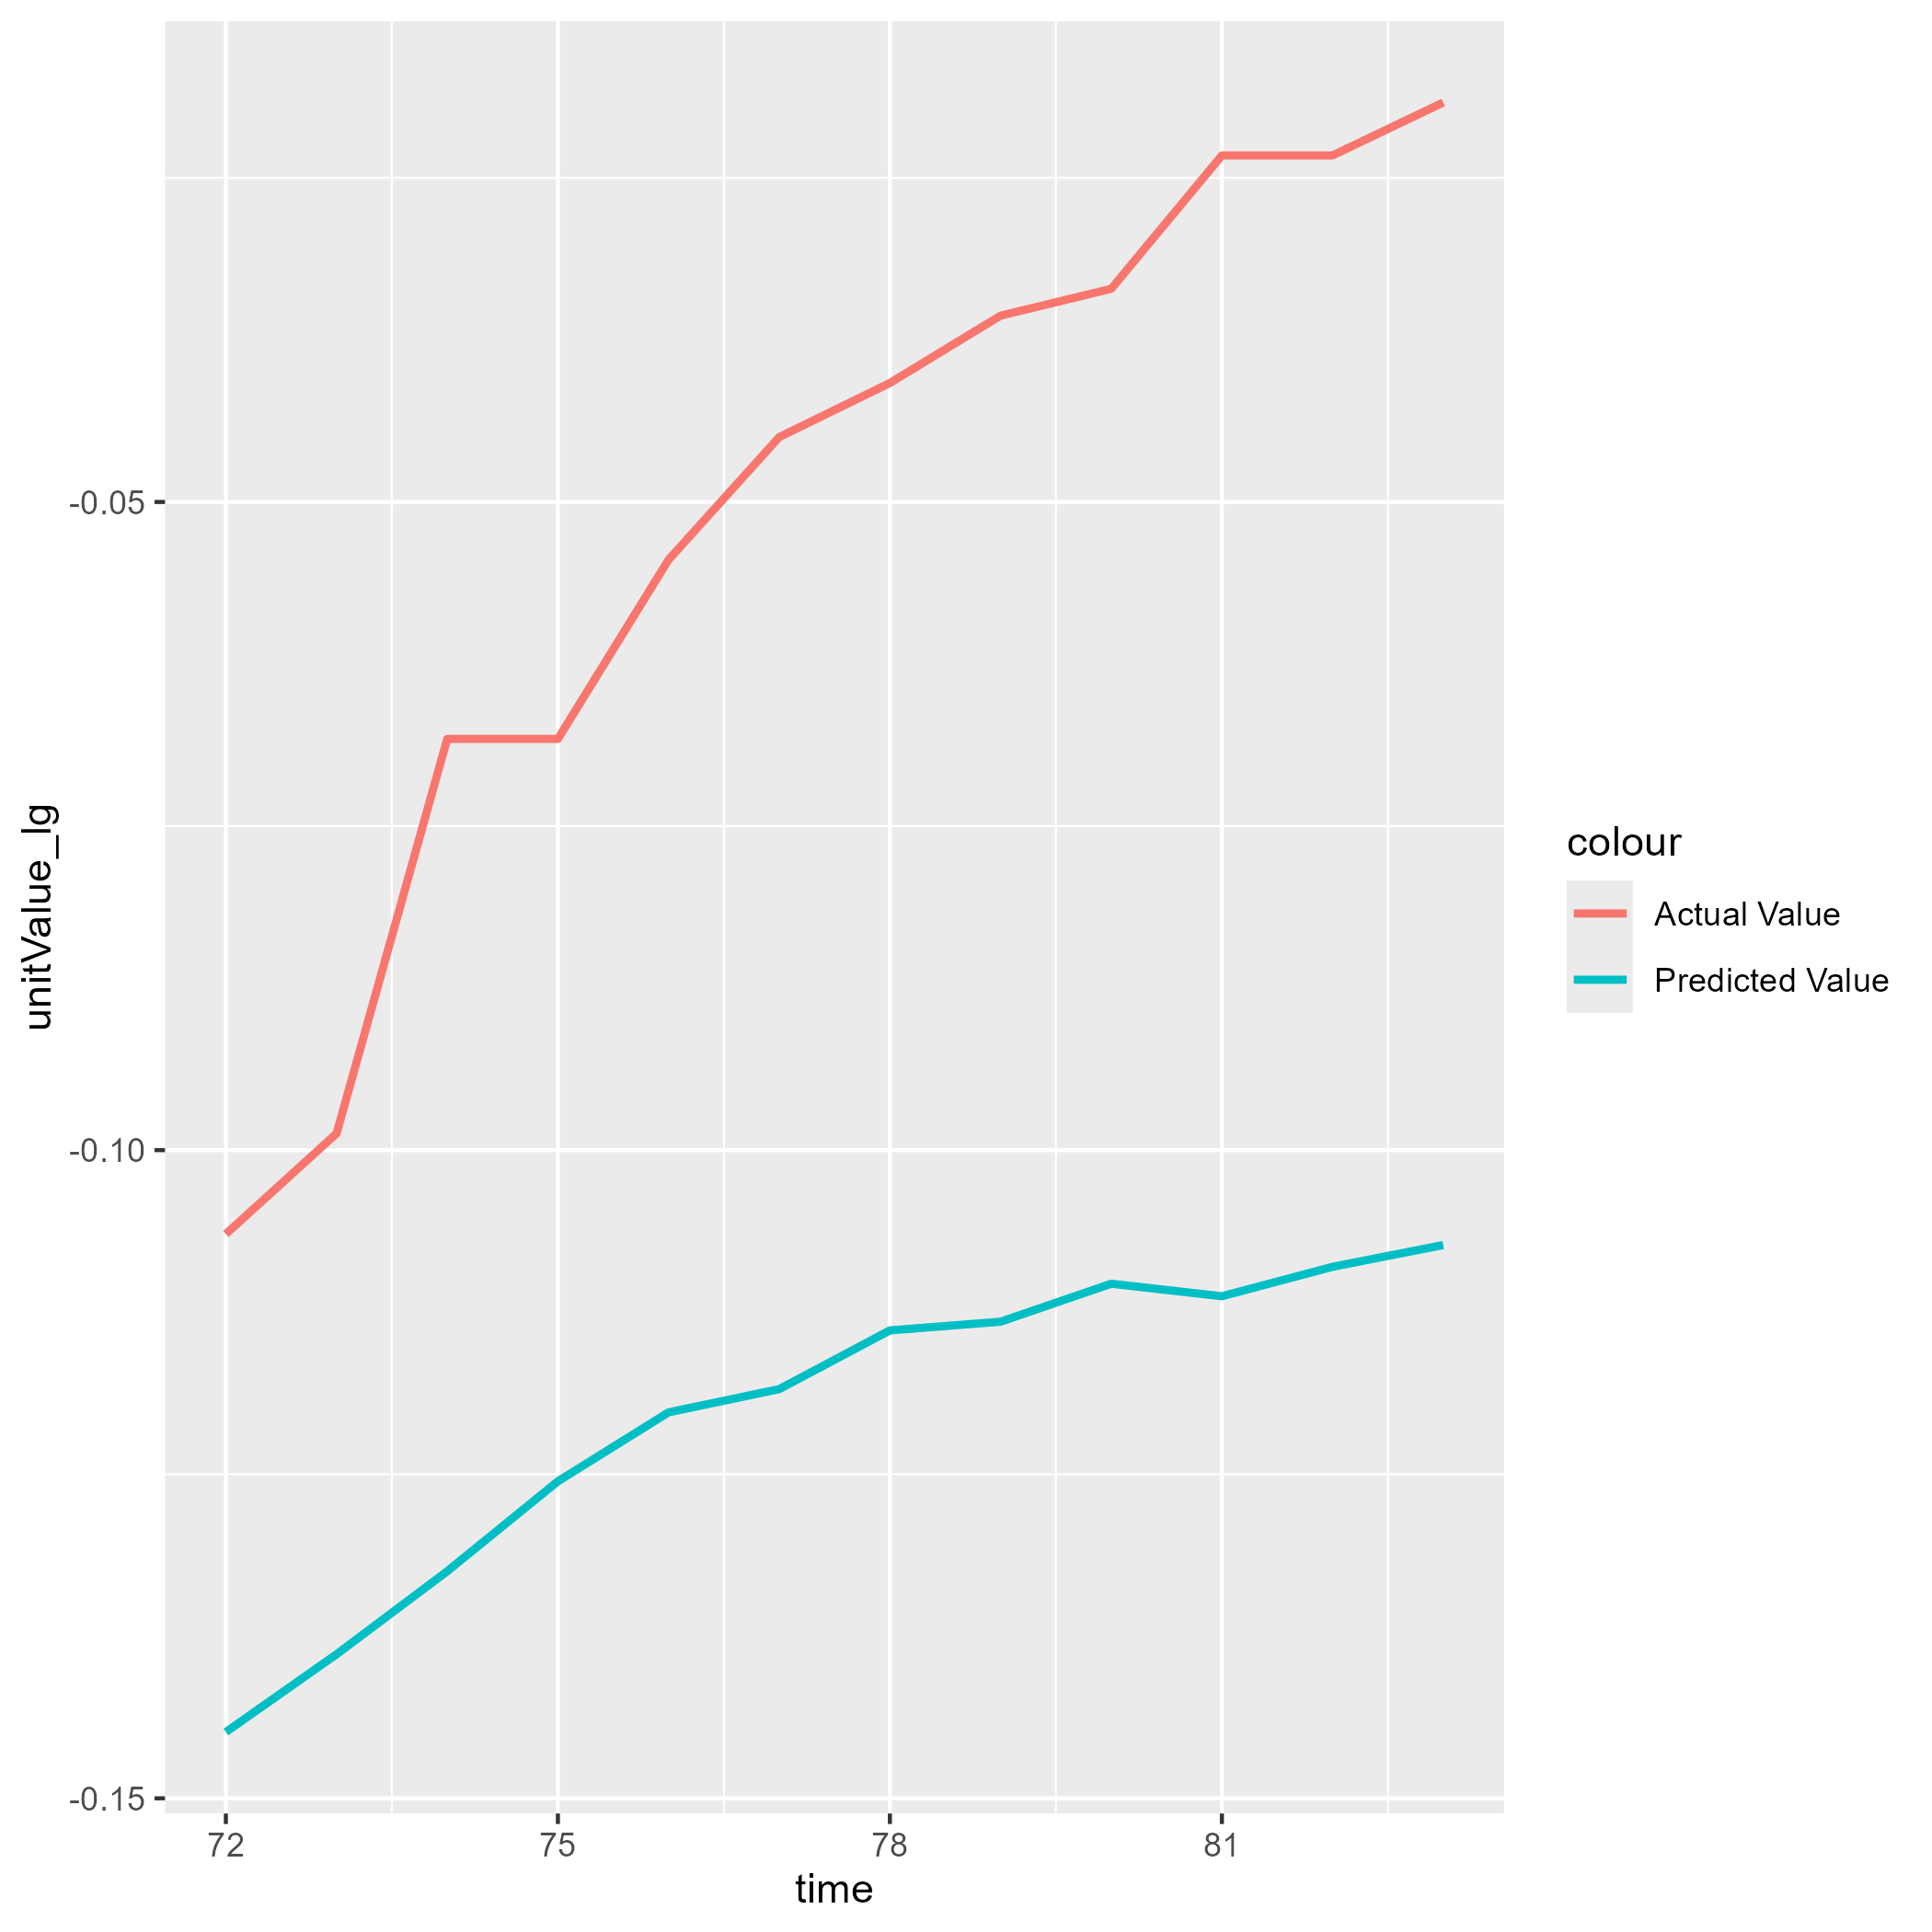 unitValue_lg
-0.05
-0.10
-0.15
72 75 78 81
time
colour
Actual Value
Predicted Value